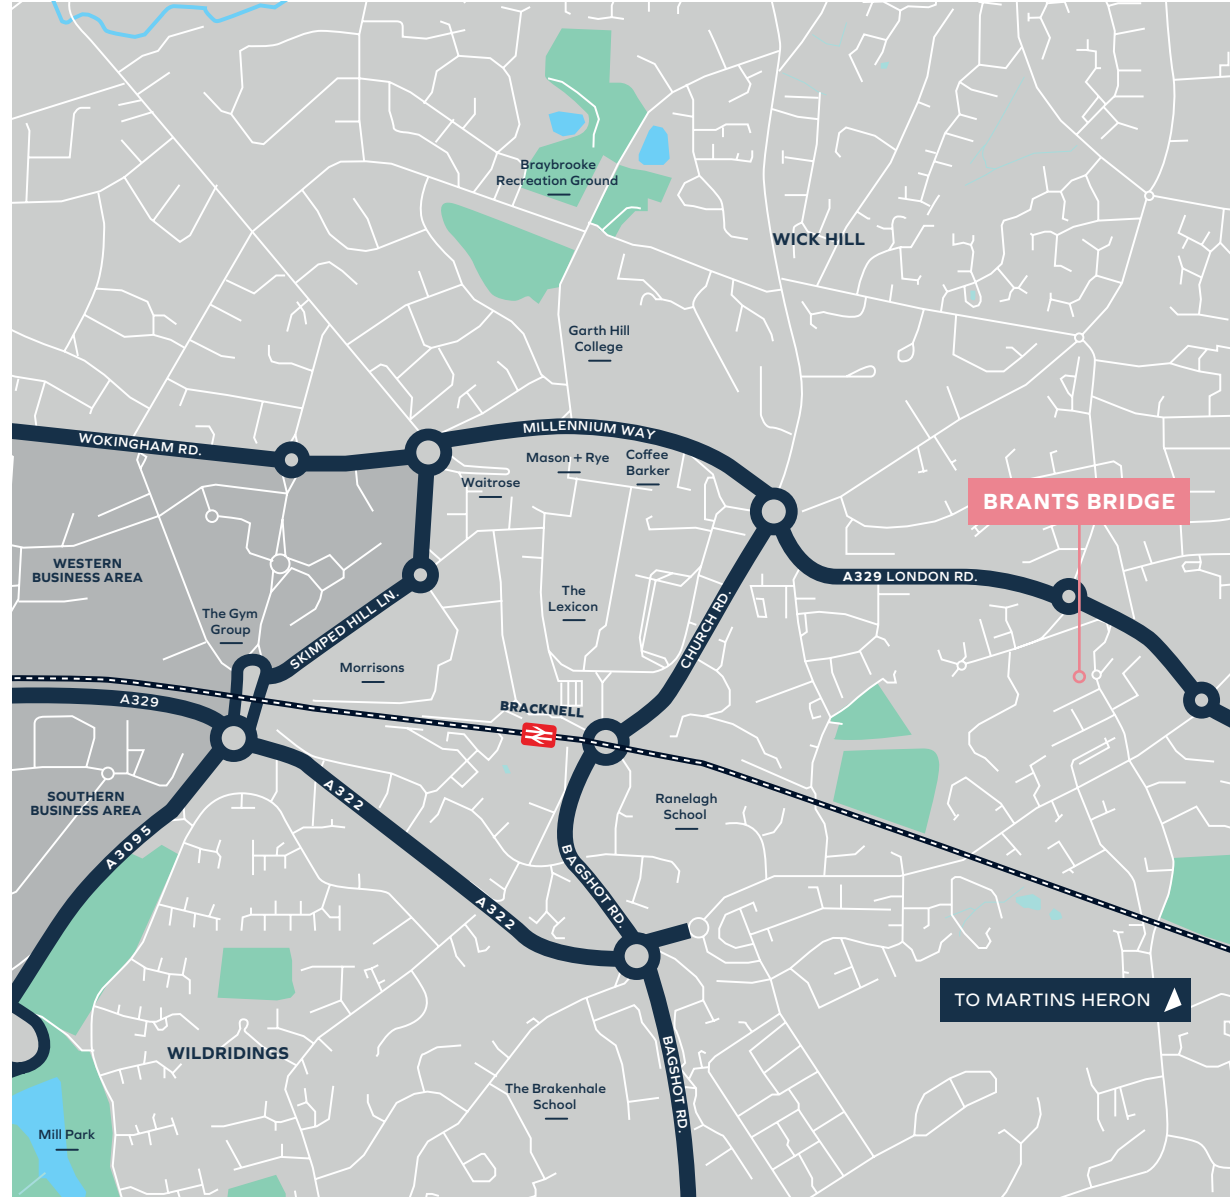 Braybrooke
Recreation Ground
WICK HILL
Garth Hill
College
WOKINGHAM RD.
MILLENNIUM WAY
Mason + Rye
Coffee
Barker
Waitrose
BRANTS BRIDGE
WESTERN
BUSINESS AREA
A329 LONDON RD.
The Gym
Group
SKIMPED HILL LN.
The
Lexicon
CHURCH RD.
Morrisons
A329
BRACKNELL
SOUTHERN
BUSINESS AREA
A322
Ranelagh
School
A3095
BAGSHOT RD.
A322
TO MARTINS HERON
WILDRIDINGS
The Brakenhale
School
BAGSHOT RD.
Mill Park